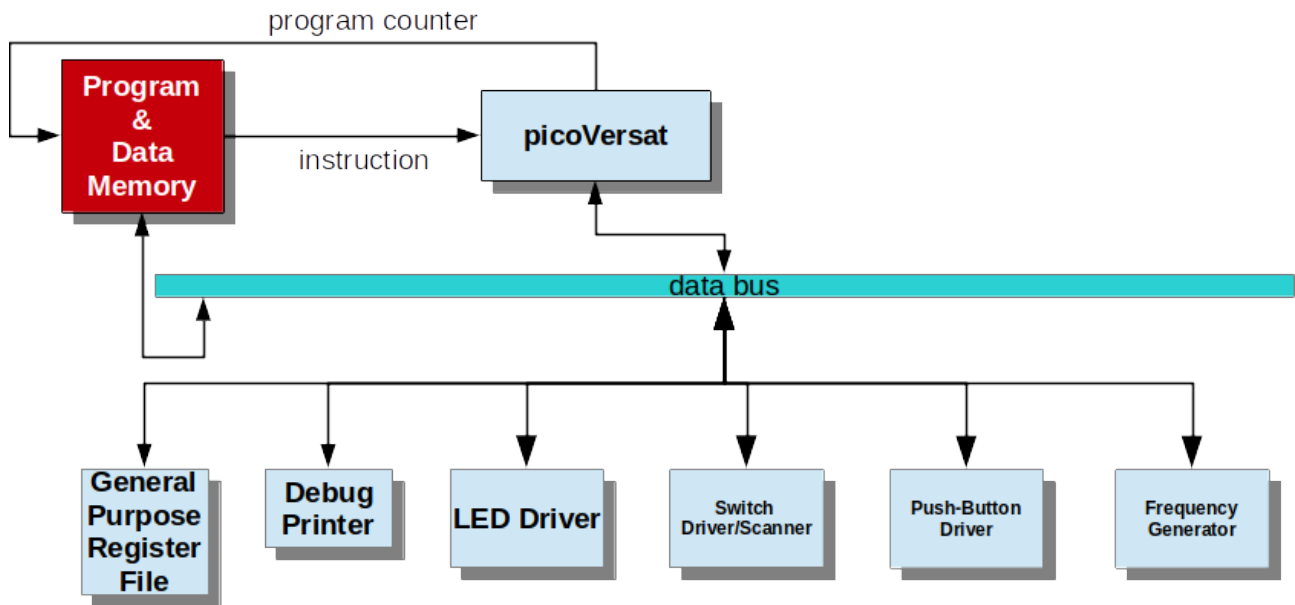 program counter
Program
&
Data
Memory
instruction
picoVersat
data bus
General
Purpose
Register
File
Debug
Printer
LED Driver
Switch
Driver/Scanner
Push-Button
Driver
Frequency
Generator